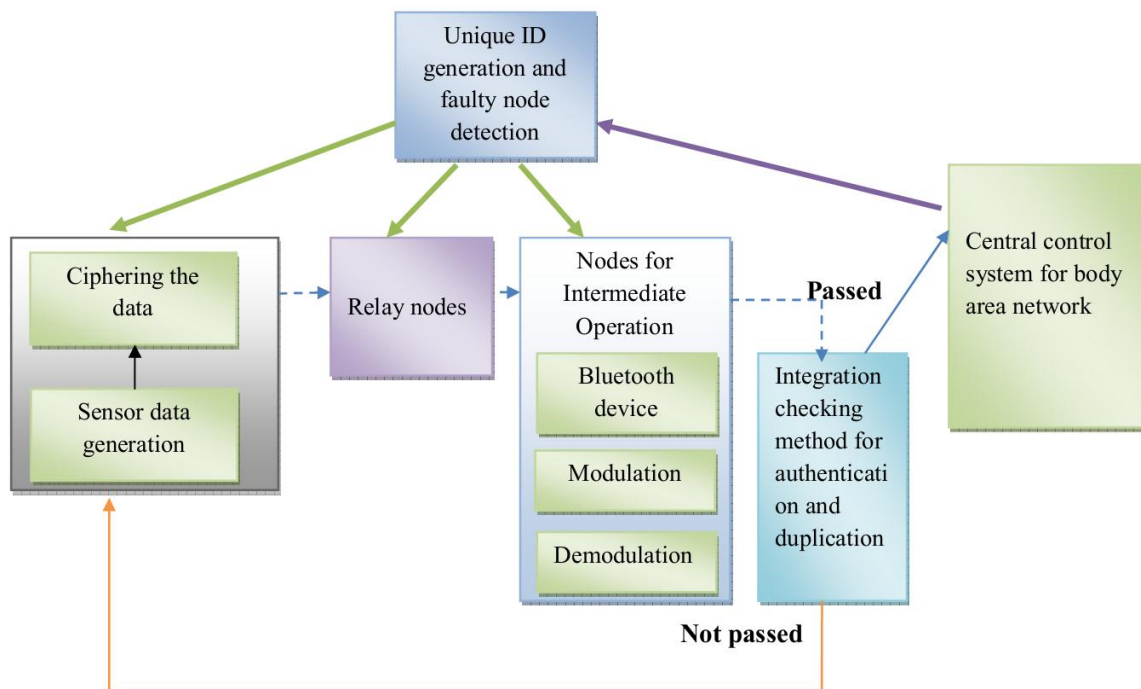 Unique ID
generation and
faulty node
detection
Ciphering the
data
Sensor data
generation
Relay nodes
Nodes for
Intermediate
Operation
Bluetooth
device
Modulation
Demodulation
Passed
Integration
checking
method for
authenticati
on and
duplication
Not passed
Central control
system for body
area network